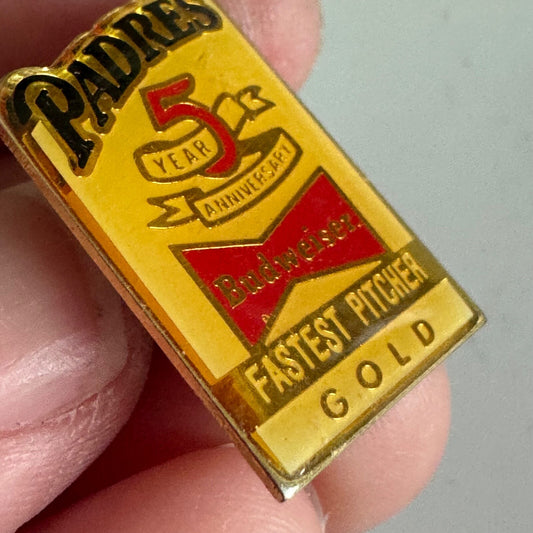 PADRES
5
YEAR
ANNIVERSARY
Budweiser
FASTEST PITCHER
GOLD